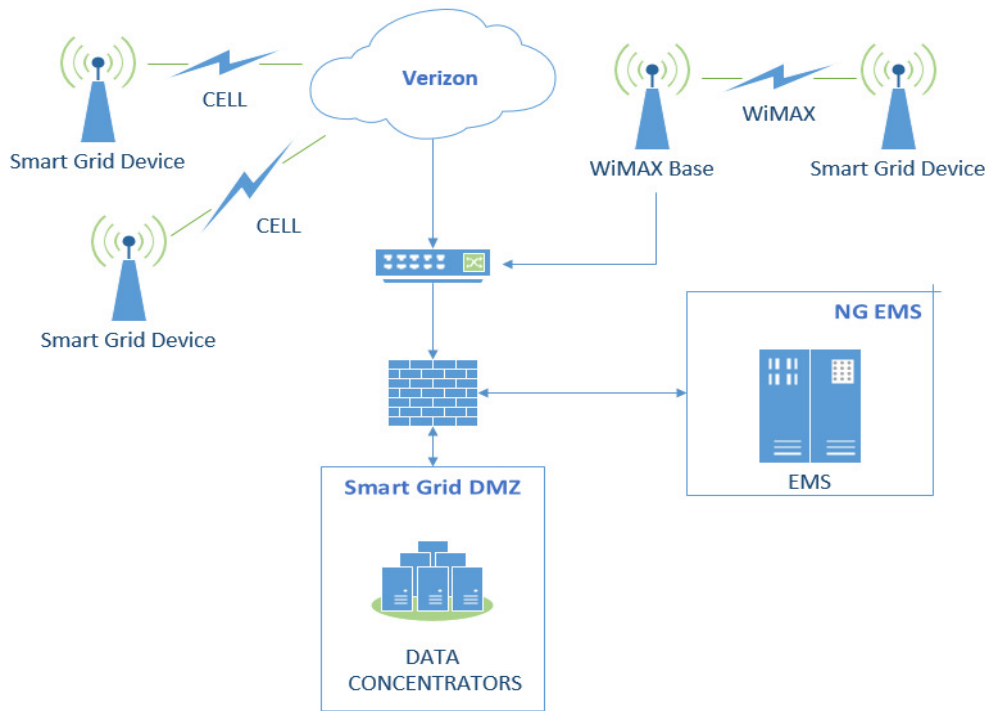 Verizon
CELL
WiMAX
Smart Grid Device
WiMAX Base
Smart Grid Device
CELL
Smart Grid Device
NG EMS
EMS
Smart Grid DMZ
DATA
CONCENTRATORS